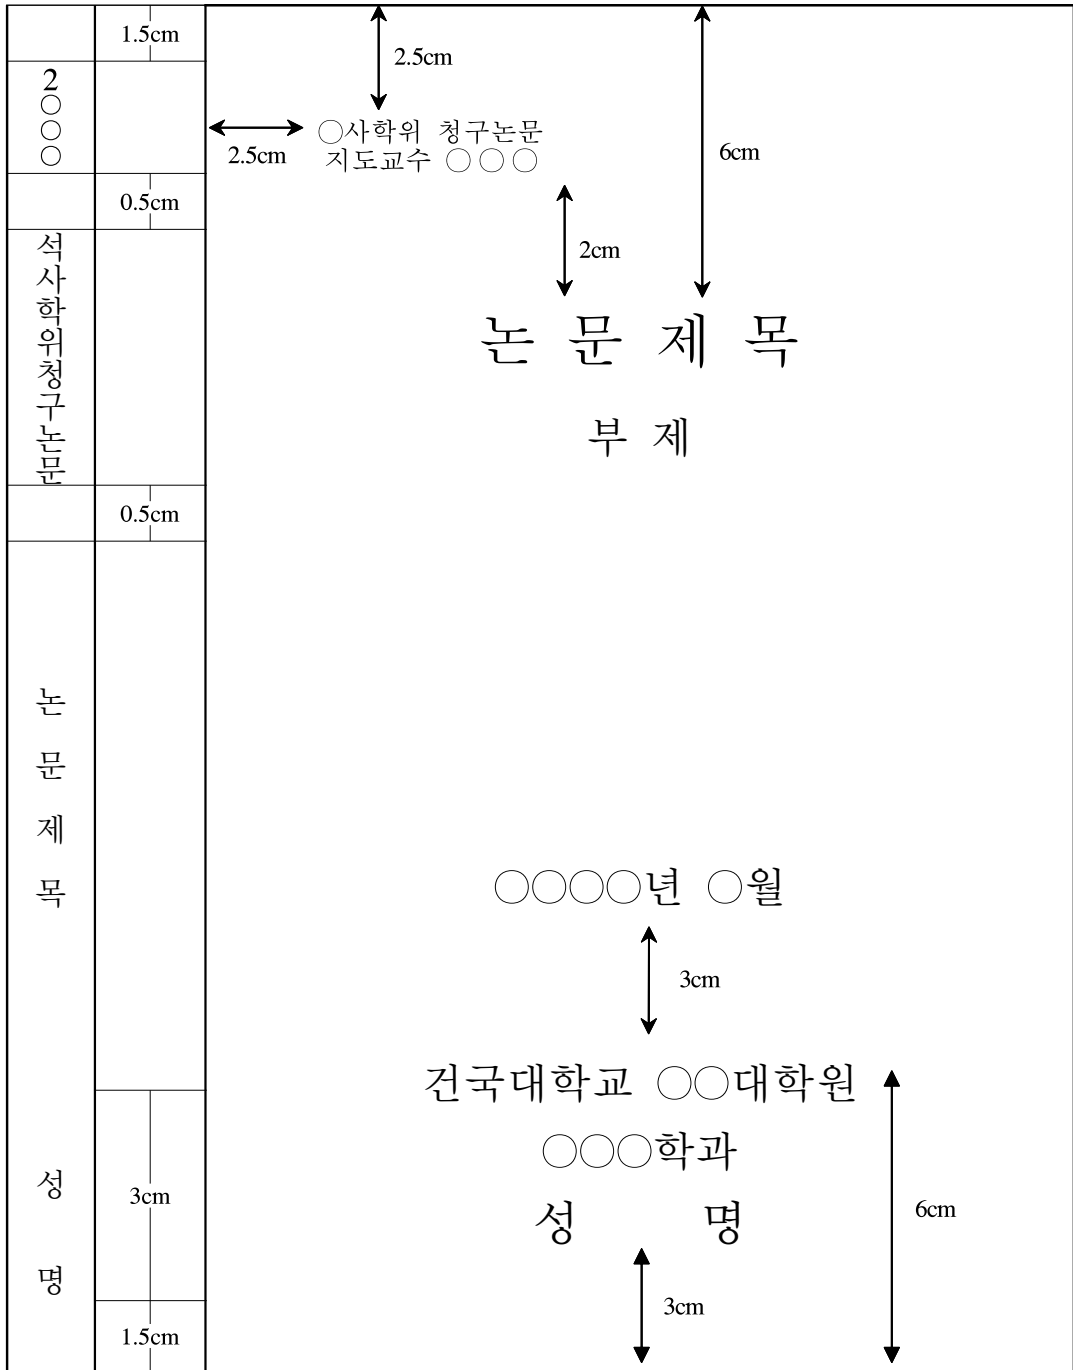 1.5cm
2○○○
0.5cm
석사학위청구논문
0.5cm
논문제목
성명
3cm
1.5cm
2.5cm
2.5cm
○사학위 청구논문
지도교수 ○○○
6cm
2cm
논 문 제 목
부 제
○○○○년 ○월
3cm
건국대학교 ○○대학원
○○○학과
성 명
6cm
3cm